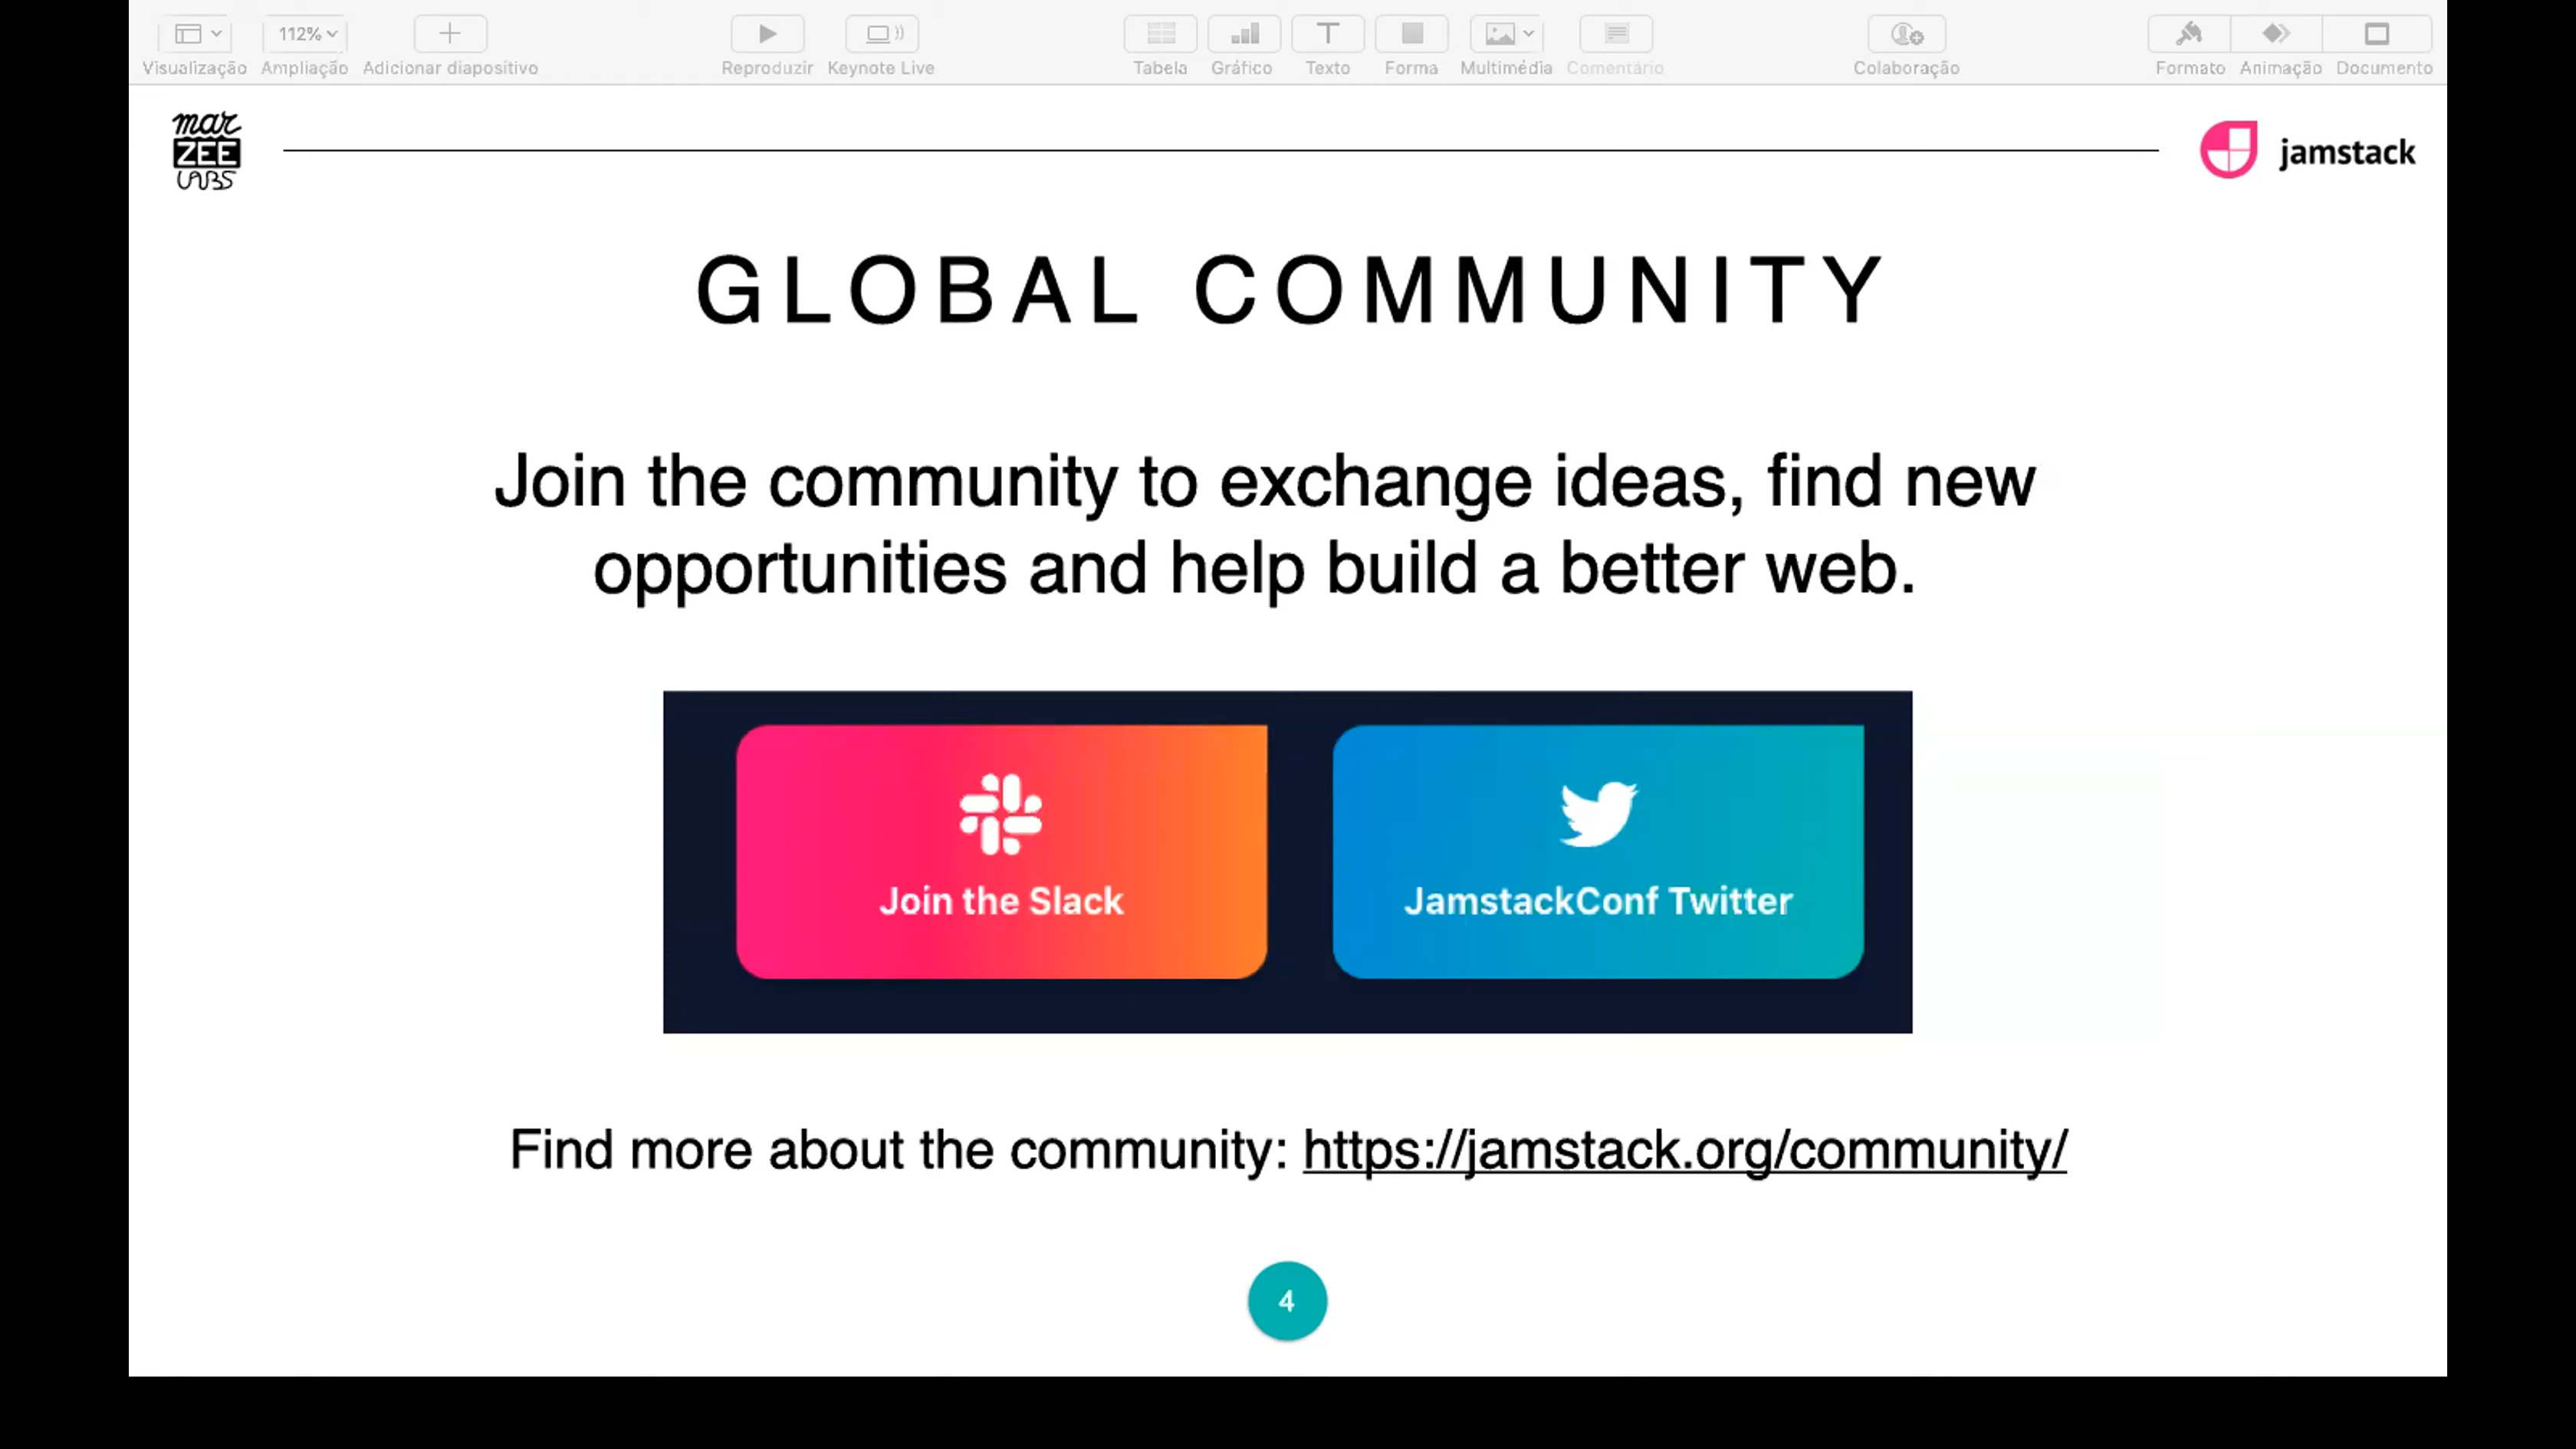 112%
Visualização Ampliação Adicionar diapositivo Reproduzir Keynote Live Tabela Gráfico Texto Forma Multimédia Comentário Colaboração Formato Animação Documento
mar
ZEE
LABS
jamstack
GLOBAL COMMUNITY
Join the community to exchange ideas, find new
opportunities and help build a better web.
Join the Slack
JamstackConf Twitter
Find more about the community: https://jamstack.org/community/
4